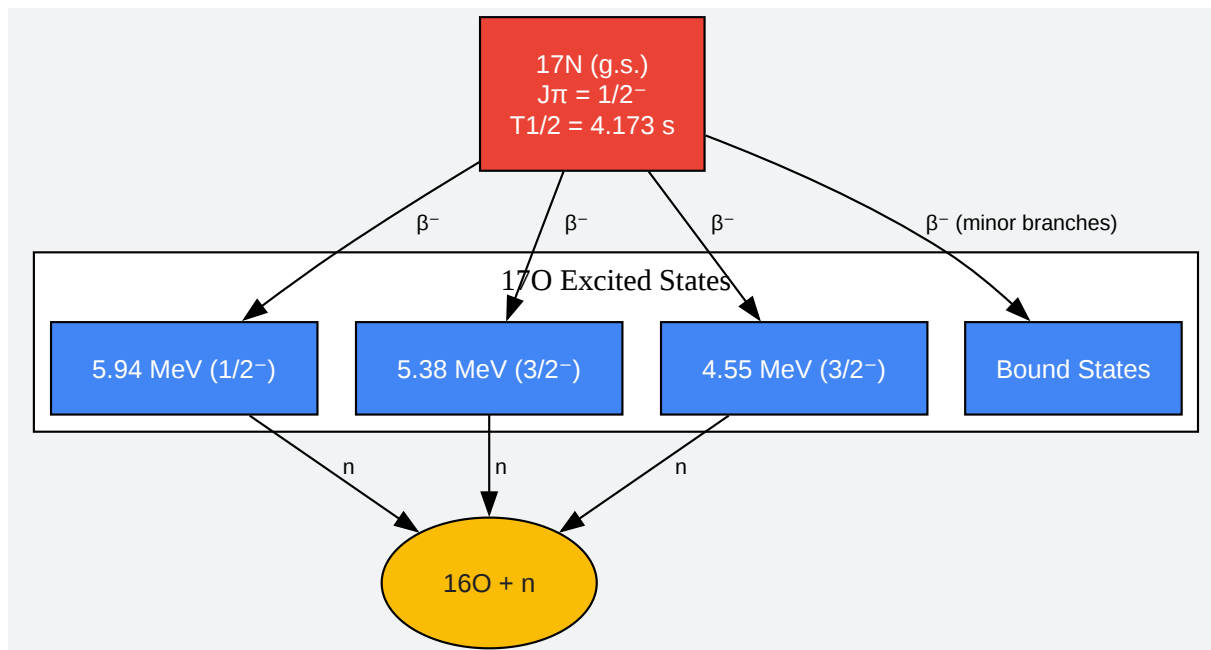 17N (g.s.)
Jπ = 1/2⁻
T1/2 = 4.173 s
β⁻
β⁻
β⁻
β⁻ (minor branches)
17O Excited States
5.94 MeV (1/2⁻)
5.38 MeV (3/2⁻)
4.55 MeV (3/2⁻)
Bound States
n
n
n
16O + n